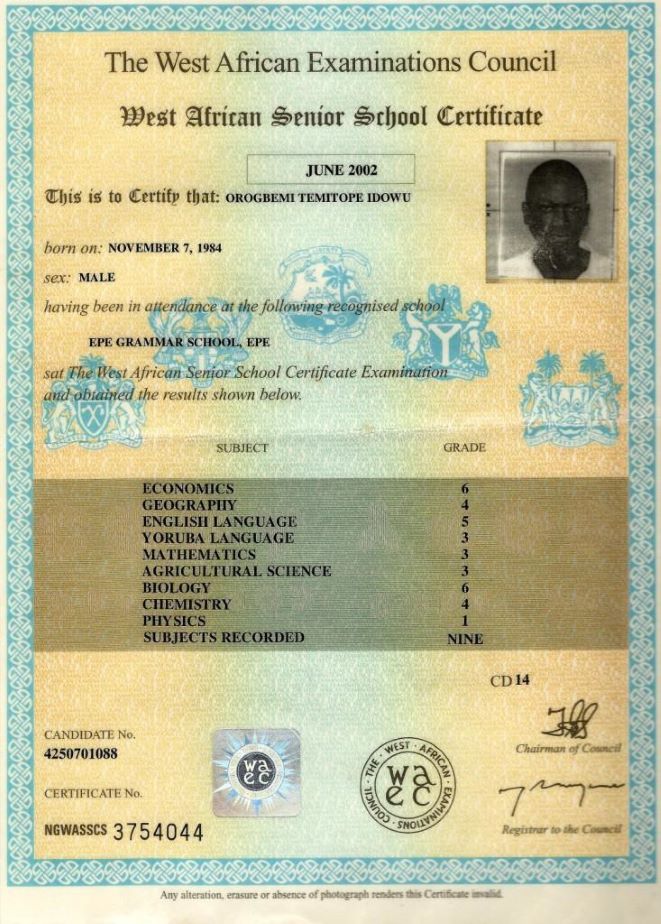 The West African Examinations Council
West African Senior School Certificate
JUNE 2002
This is to Certify that: OROGBEMI TEMITOPE IDOWU
born on: NOVEMBER 7, 1984
sex: MALE
having been in attendance at the following recognised school
EPE GRAMMAR SCHOOL, EPE
sat The West African Senior School Certificate Examination
and obtained the results shown below.
SUBJECT GRADE
ECONOMICS 6
GEOGRAPHY 4
ENGLISH LANGUAGE 5
YORUBA LANGUAGE 3
MATHEMATICS 3
AGRICULTURAL SCIENCE 3
BIOLOGY 6
CHEMISTRY 4
PHYSICS 1
SUBJECTS RECORDED NINE
CD 14
Chairman of Council
CANDIDATE No.
4250701088
CERTIFICATE No.
NGWASSCS 3754044
waec
THE · WEST · AFRICAN · EXAMINATIONS · COUNCIL
waec
Registrar to the Council
Any alteration, erasure or absence of photograph renders this Certificate invalid.